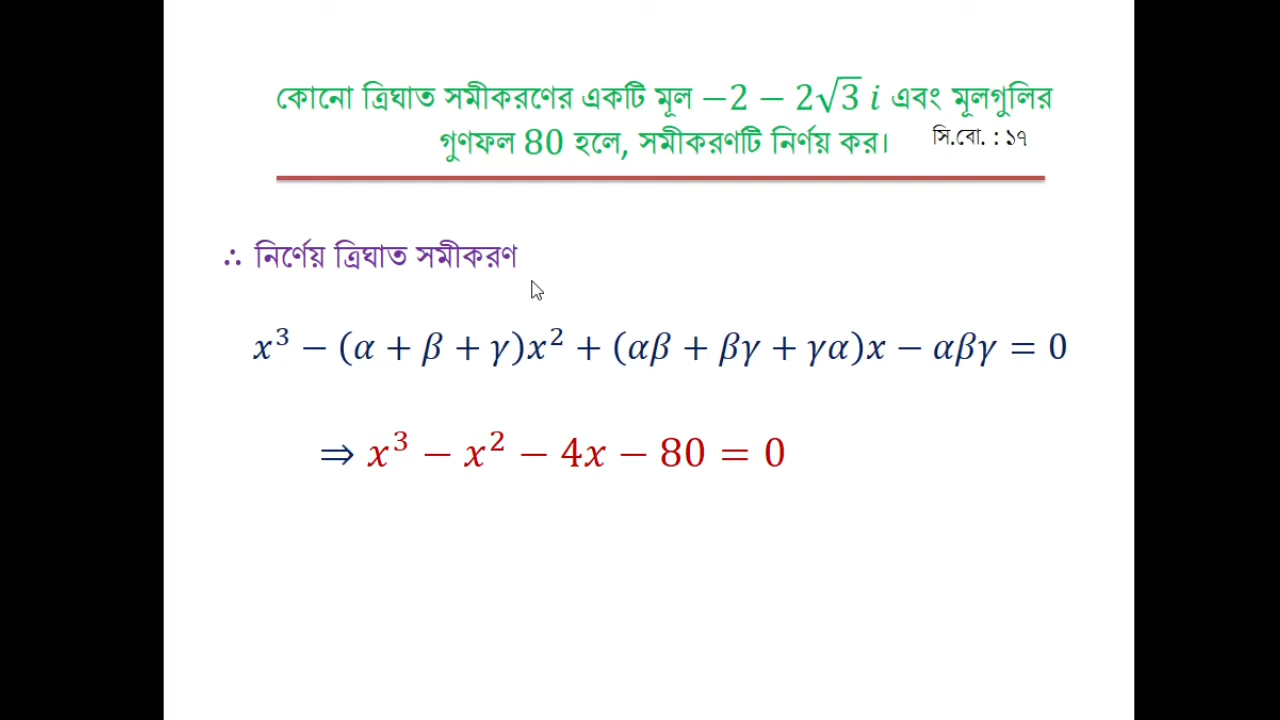 কোনো ত্রিঘাত সমীকরণের একটি মূল −2 − 2√3 i এবং মূলগুলির
গুণফল 80 হলে, সমীকরণটি নির্ণয় কর।
সি.বো. : ১৭
∴ নির্ণেয় ত্রিঘাত সমীকরণ
x³ − (α + β + γ)x² + (αβ + βγ + γα)x − αβγ = 0
⇒ x³ − x² − 4x − 80 = 0